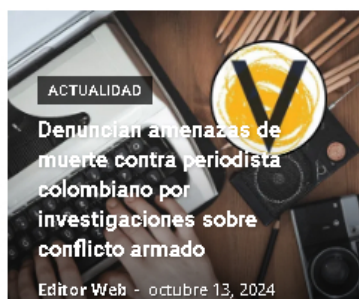 ACTUALIDAD
Denuncian amenazas de
muerte contra periodista
colombiano por
investigaciones sobre
conflicto armado
Editor Web - octubre 13, 2024
V